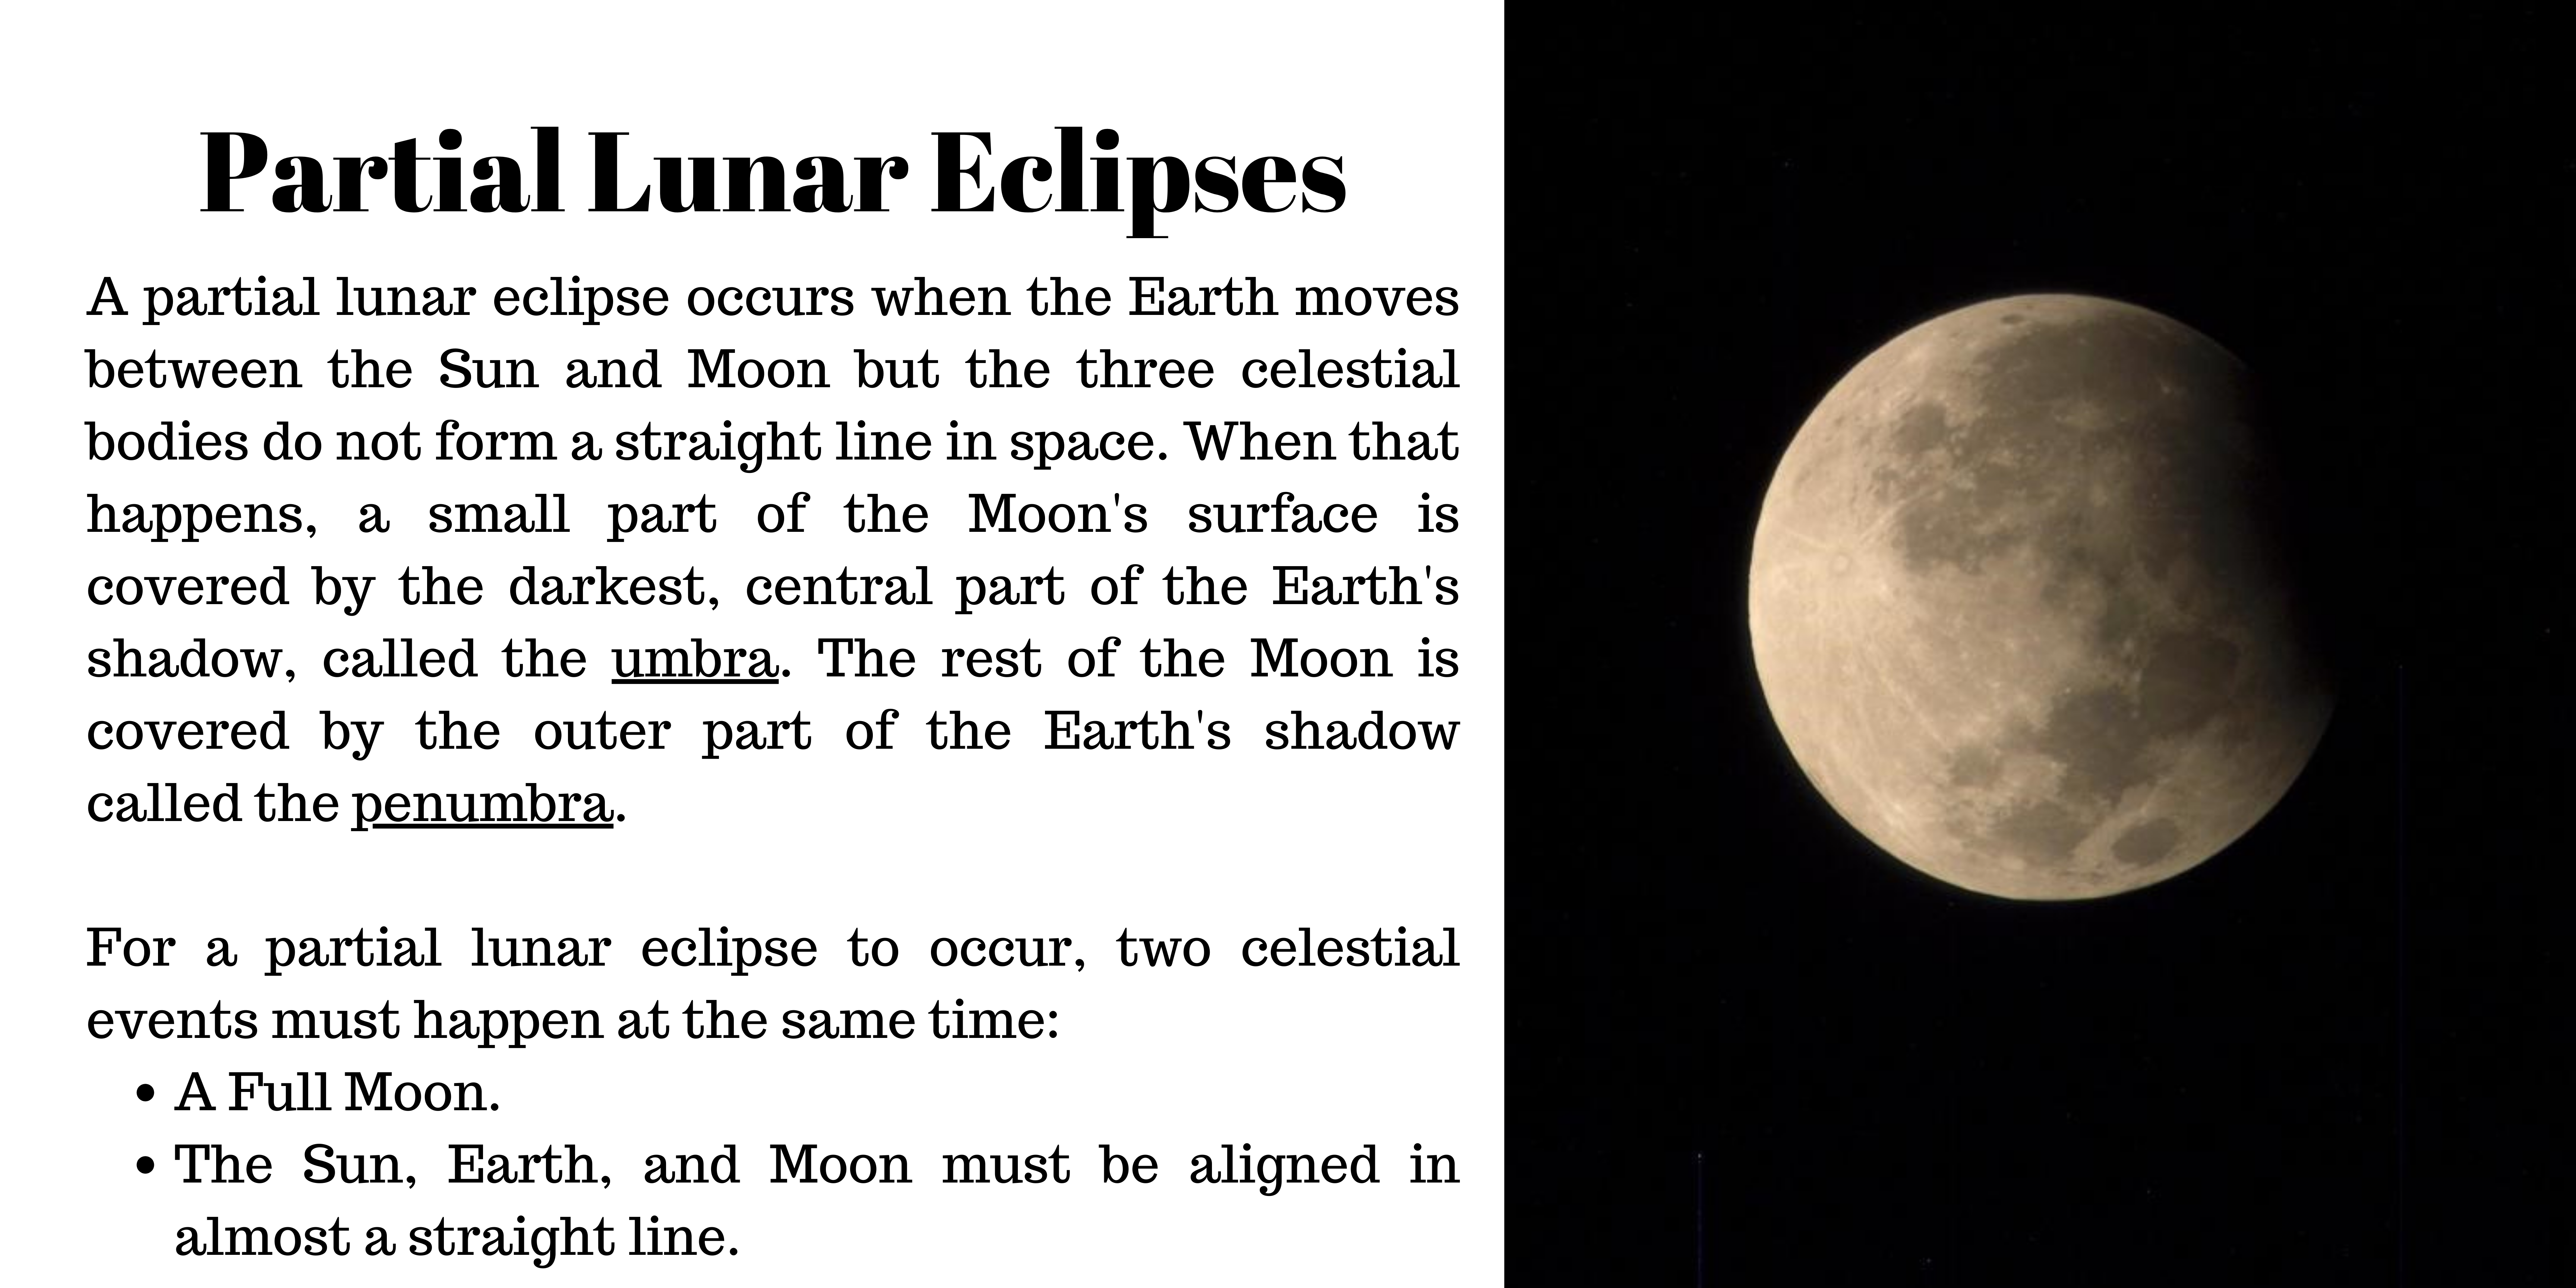 Partial Lunar Eclipses
A partial lunar eclipse occurs when the Earth moves
between the Sun and Moon but the three celestial
bodies do not form a straight line in space. When that
happens, a small part of the Moon's surface is
covered by the darkest, central part of the Earth's
shadow, called the umbra. The rest of the Moon is
covered by the outer part of the Earth's shadow
called the penumbra.
For a partial lunar eclipse to occur, two celestial
events must happen at the same time:
• A Full Moon.
• The Sun, Earth, and Moon must be aligned in
almost a straight line.